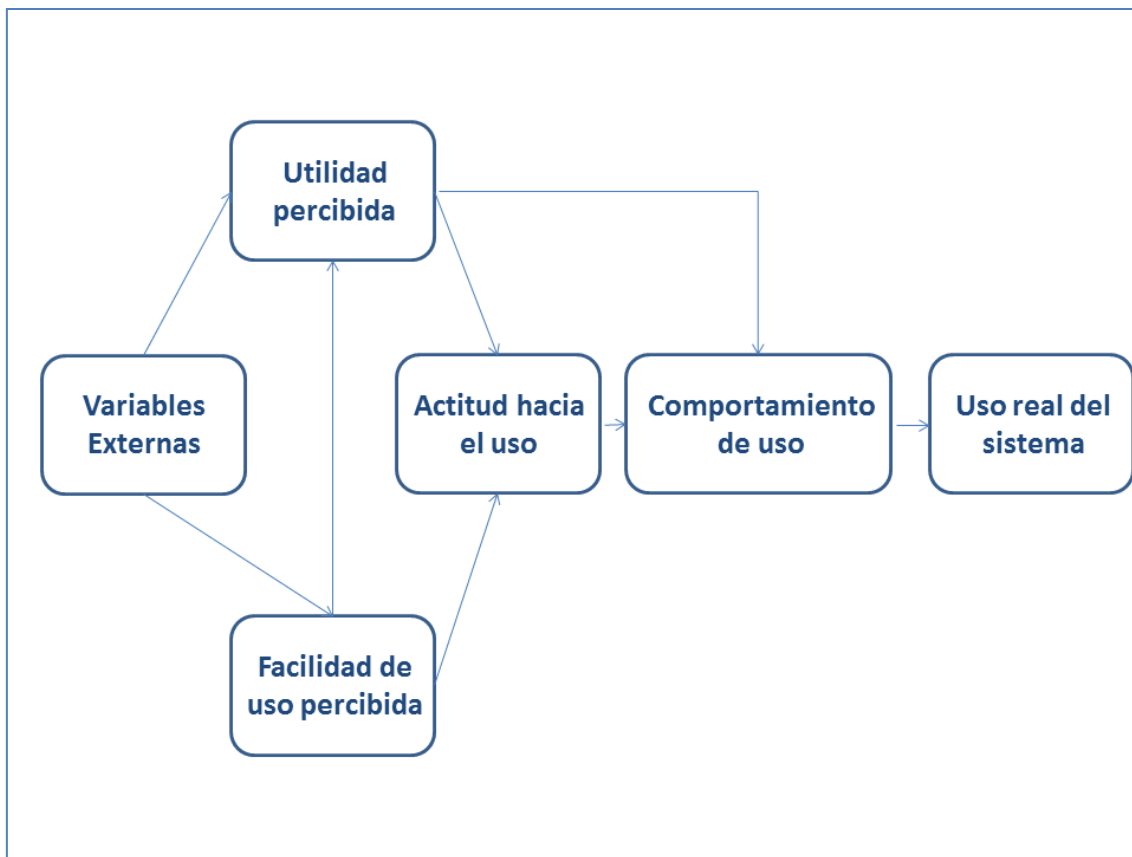 Utilidad
percibida
Variables
Externas
Actitud hacia
el uso
Comportamiento
de uso
Uso real del
sistema
Facilidad de
uso percibida